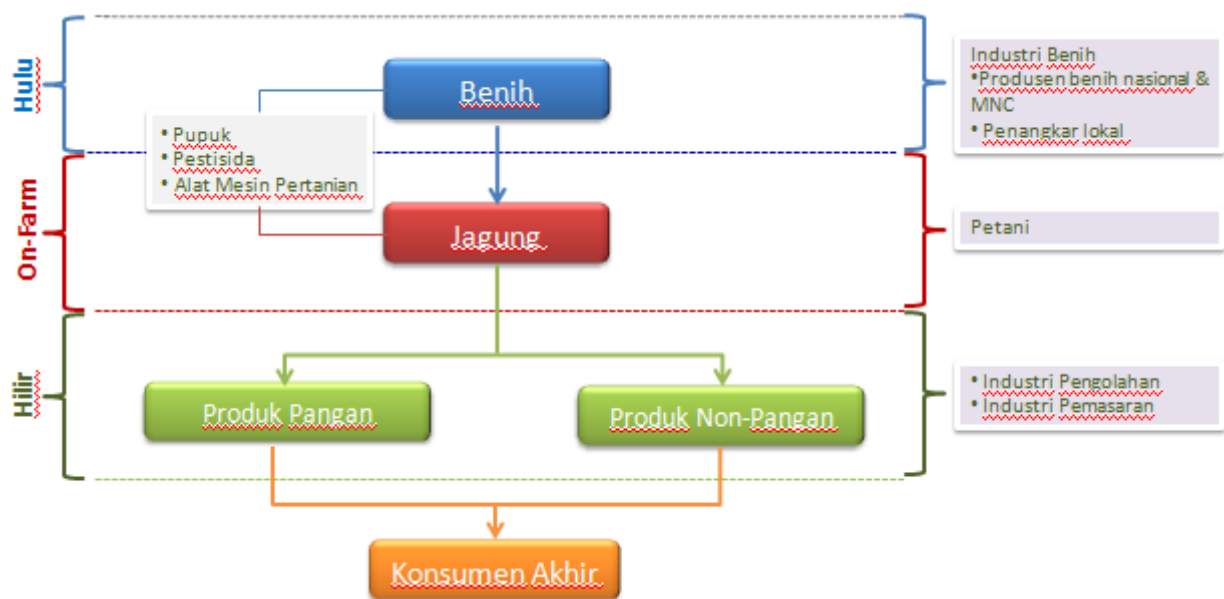 Hulu
Benih
• Pupuk
• Pestisida
• Alat Mesin Pertanian
Industri Benih
•Produsen benih nasional &
MNC
• Penangkar lokal
On-Farm
Jagung
Petani
Hilir
Produk Pangan
Produk Non-Pangan
• Industri Pengolahan
• Industri Pemasaran
Konsumen Akhir